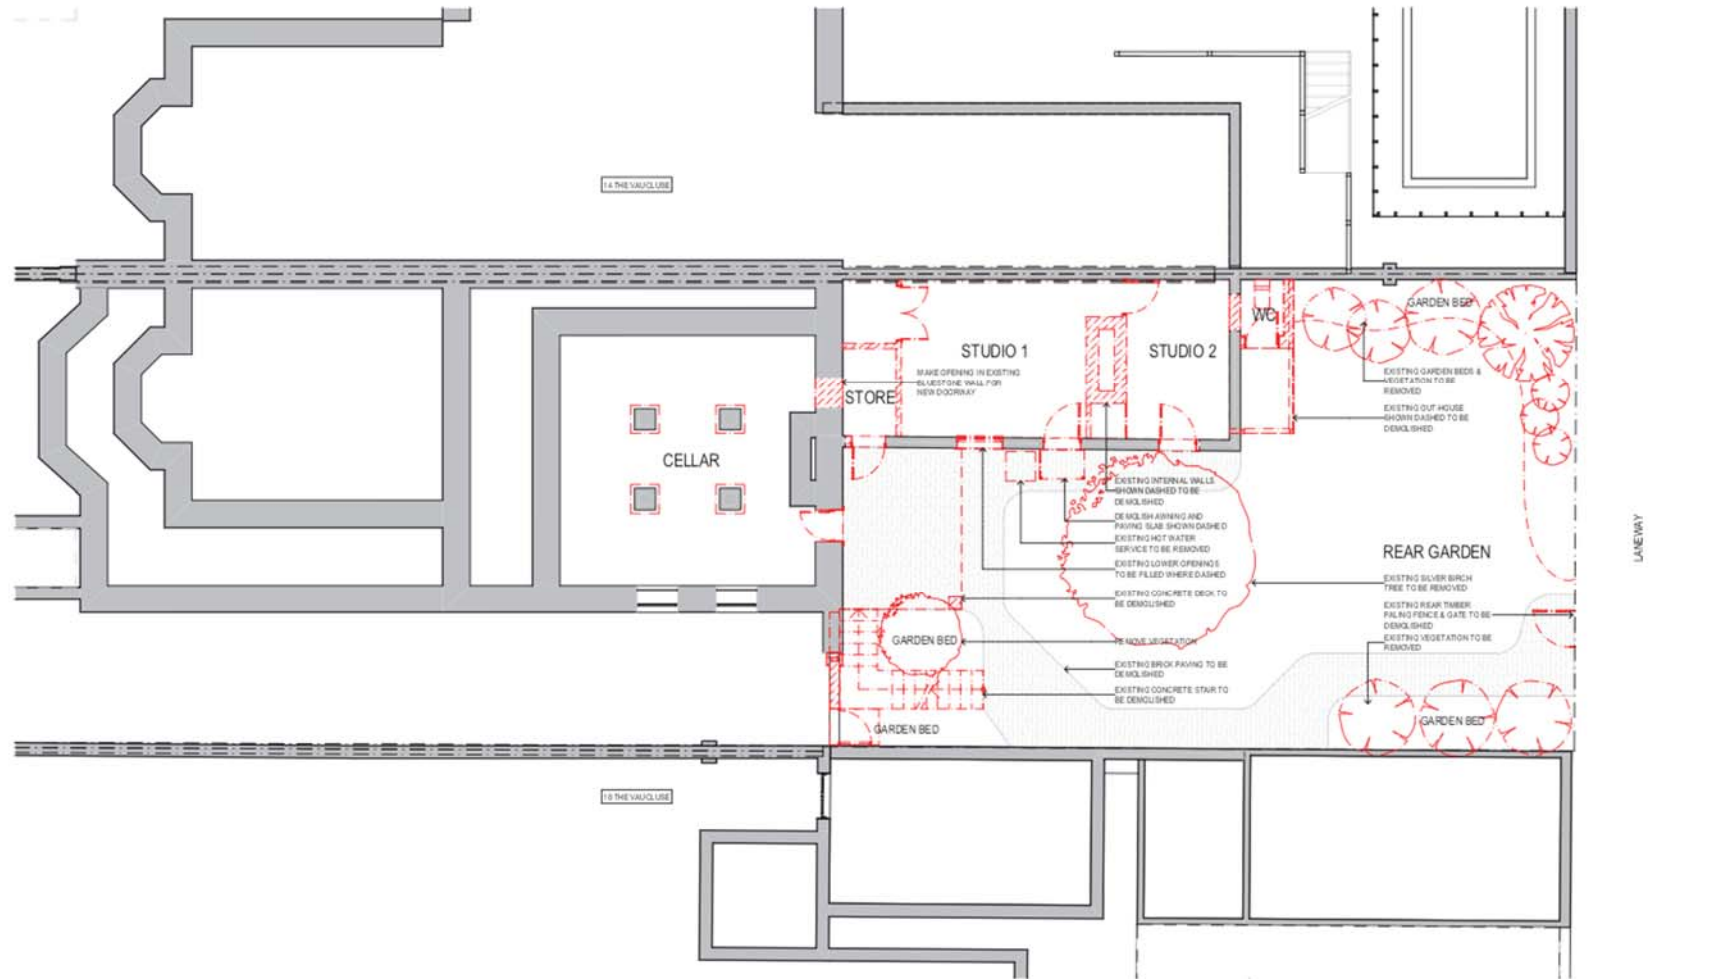 14 THE VAUCLUSE
GARDEN BED
WC
STUDIO 1
STUDIO 2
MAKE OPENING IN EXISTING
BLUESTONE WALL FOR
NEW DOORWAY
STORE
EXISTING GARDEN BEDS &
VEGETATION TO BE
REMOVED
EXISTING OUT-HOUSE
SHOWN DASHED TO BE
DEMOLISHED
CELLAR
EXISTING INTERNAL WALLS
SHOWN DASHED TO BE
DEMOLISHED
DEMOLISH AWNING AND
PAVING SLAB SHOWN DASHED
EXISTING HOT WATER
SERVICE TO BE REMOVED
EXISTING LOWER OPENINGS
TO BE FILLED WHERE DASHED
EXISTING CONCRETE DECK TO
BE DEMOLISHED
REAR GARDEN
LANEWAY
EXISTING SILVER BIRCH
TREE TO BE REMOVED
EXISTING REAR TIMBER
PALING FENCE & GATE TO BE
DEMOLISHED
EXISTING VEGETATION TO BE
REMOVED
GARDEN BED
REMOVE VEGETATION
EXISTING BRICK PAVING TO BE
DEMOLISHED
EXISTING CONCRETE STAIR TO
BE DEMOLISHED
GARDEN BED
GARDEN BED
18 THE VAUCLUSE